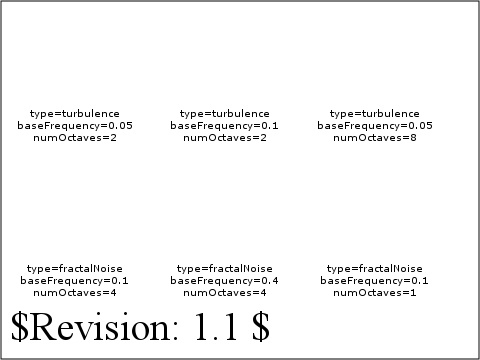 type=turbulence type=turbulence type=turbulence
baseFrequency=0.05 baseFrequency=0.1 baseFrequency=0.05
numOctaves=2 numOctaves=2 numOctaves=8
type=fractalNoise type=fractalNoise type=fractalNoise
baseFrequency=0.1 baseFrequency=0.4 baseFrequency=0.1
numOctaves=4 numOctaves=4 numOctaves=1
$Revision: 1.1 $